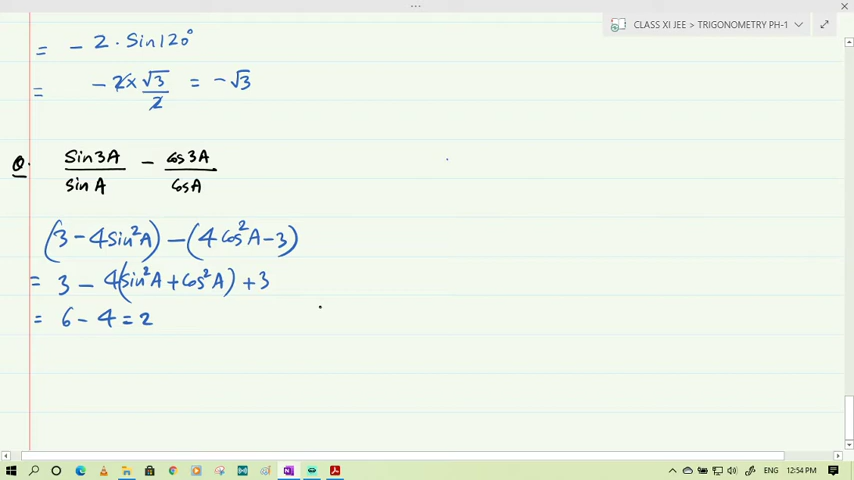 CLASS XI JEE > TRIGONOMETRY PH-1
= - 2 · Sin120°
= - 2 × √3/2 = -√3
Q. Sin3A/sinA - Cos3A/CosA
(3 - 4Sin²A) - (4Cos²A - 3)
= 3 - 4(Sin²A + Cos²A) + 3
= 6 - 4 = 2
ENG 12:54 PM